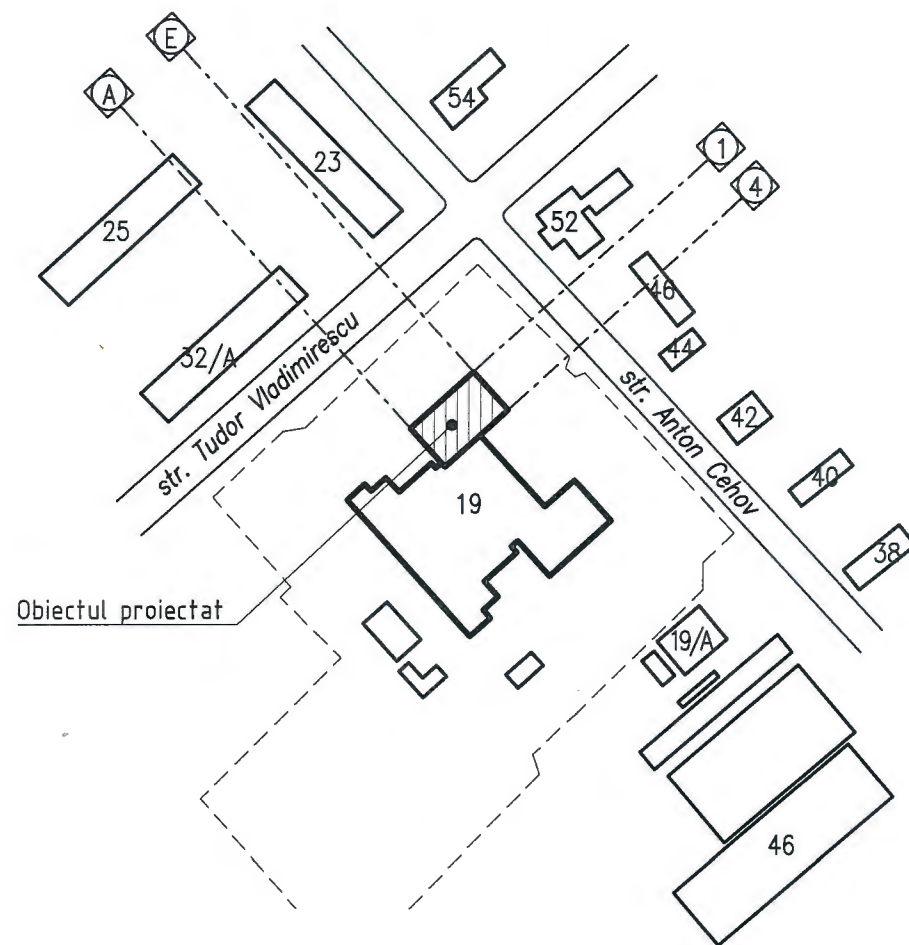 E
A
54
23
1
4
25
52
46
32/A
44
str. Tudor Vladimirescu
str. Anton Cehov
42
40
19
38
Obiectul proiectat
19/A
46